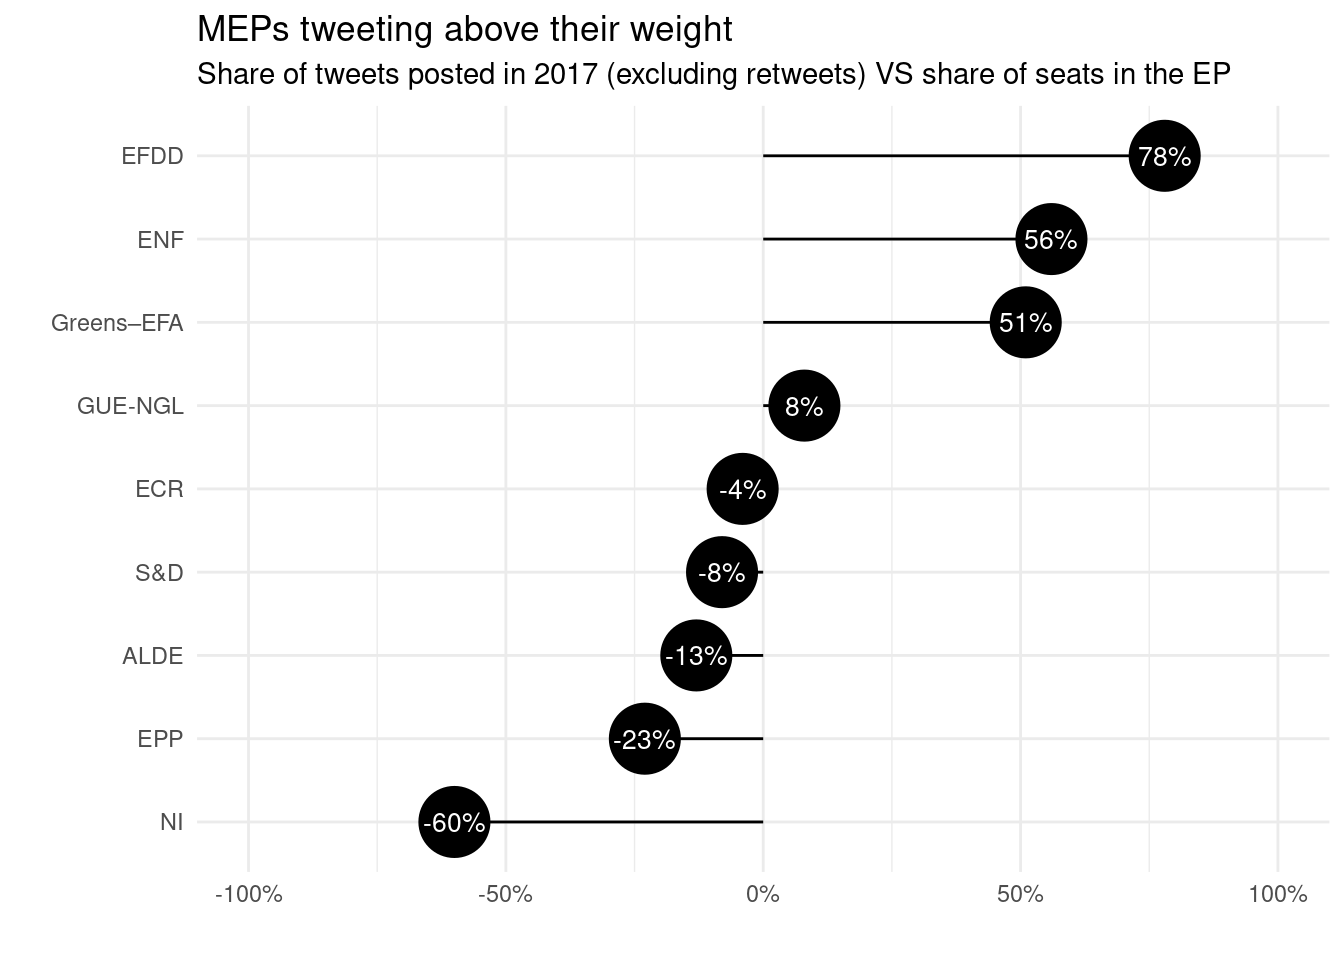 MEPs tweeting above their weight
Share of tweets posted in 2017 (excluding retweets) VS share of seats in the EP
EFDD 78%
ENF 56%
Greens–EFA 51%
GUE-NGL 8%
ECR -4%
S&D -8%
ALDE -13%
EPP -23%
NI -60%
-100% -50% 0% 50% 100%